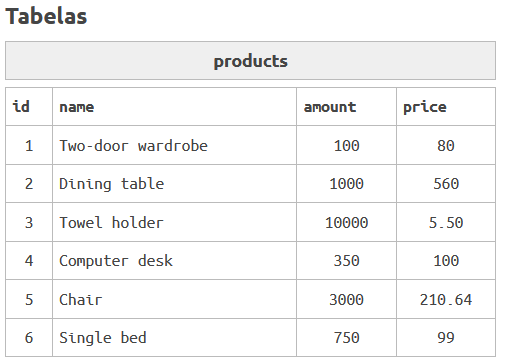 Tabelas
products
id name amount price
1 Two-door wardrobe 100 80
2 Dining table 1000 560
3 Towel holder 10000 5.50
4 Computer desk 350 100
5 Chair 3000 210.64
6 Single bed 750 99